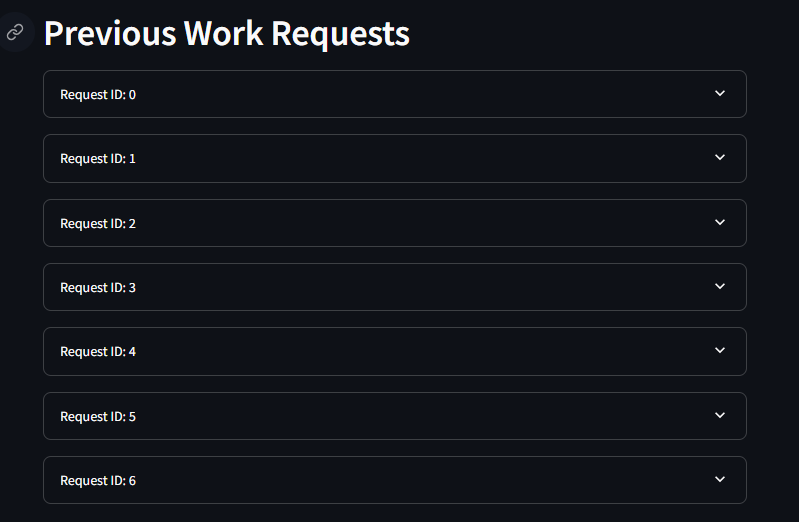 Previous Work Requests
Request ID: 0
Request ID: 1
Request ID: 2
Request ID: 3
Request ID: 4
Request ID: 5
Request ID: 6